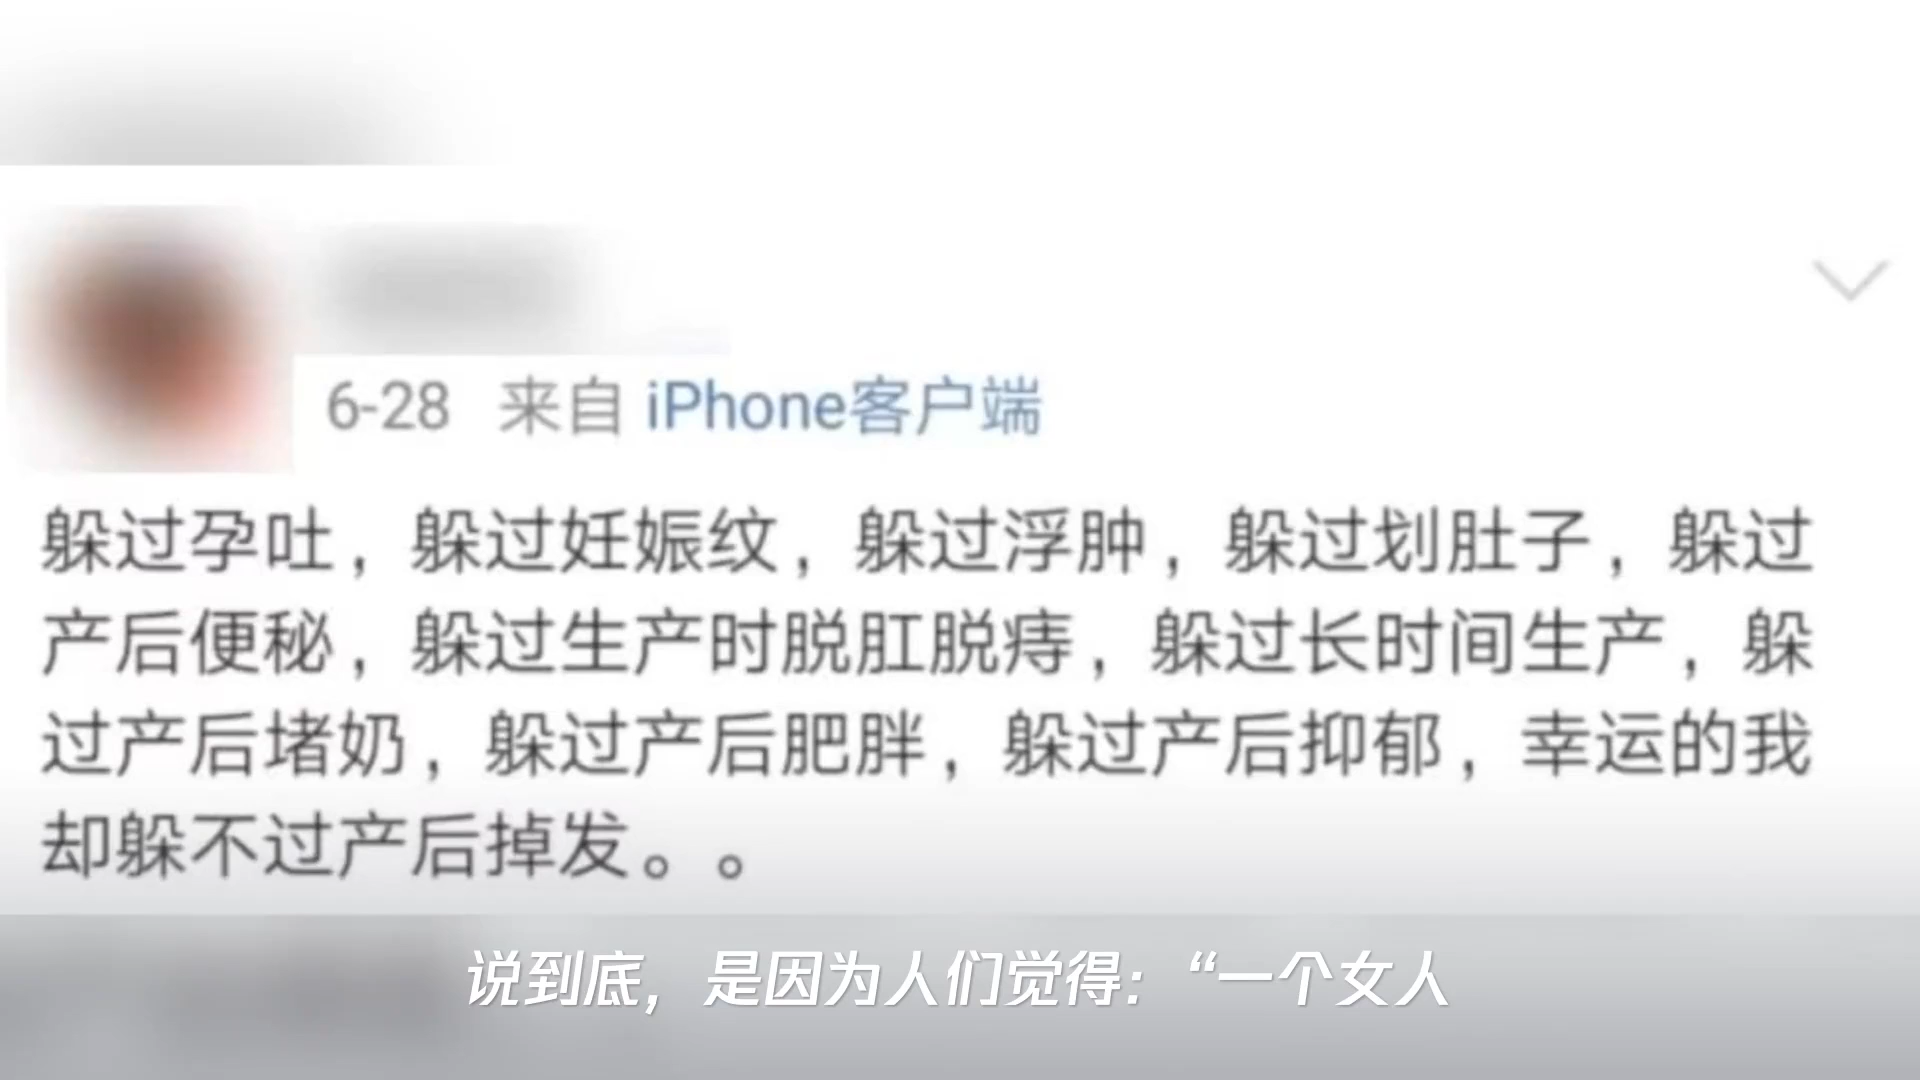 6-28 来自 iPhone客户端
躲过孕吐，躲过妊娠纹，躲过浮肿，躲过划肚子，躲过
产后便秘，躲过生产时脱肛脱痔，躲过长时间生产，躲
过产后堵奶，躲过产后肥胖，躲过产后抑郁，幸运的我
却躲不过产后掉发。。
说到底，是因为人们觉得：“一个女人